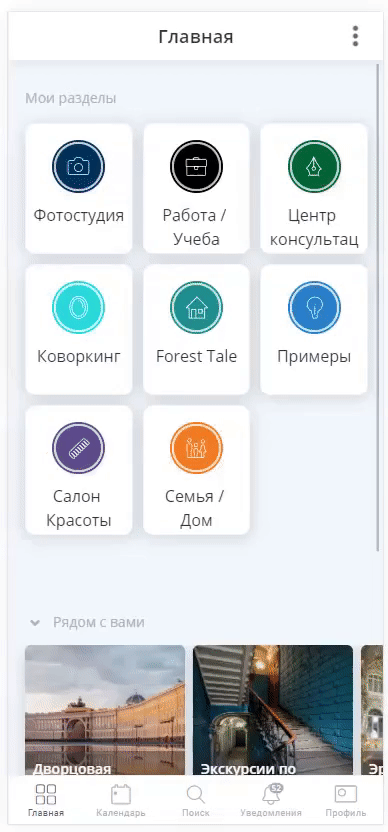 Главная
Мои разделы
Фотостудия
Работа /
Учеба
Центр
консультац
Коворкинг
Forest Tale
Примеры
Салон
Красоты
Семья /
Дом
Рядом с вами
Дворцовая
Экскурсии по
Эр
Главная
Календарь
Поиск
Уведомления
Профиль